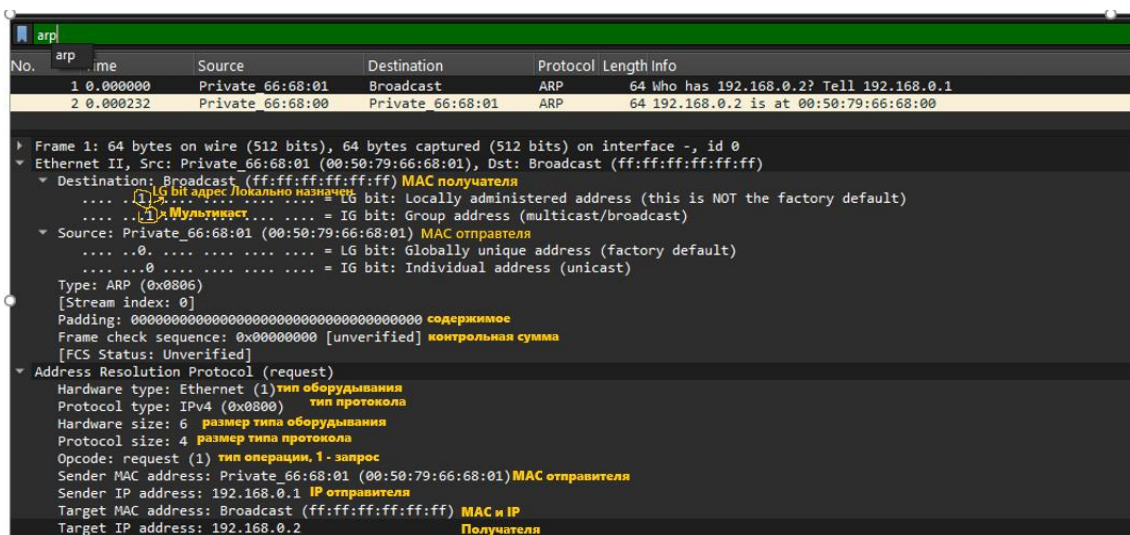 arp
arp
No. Time Source Destination Protocol Length Info
1 0.000000 Private_66:68:01 Broadcast ARP 64 Who has 192.168.0.2? Tell 192.168.0.1
2 0.000232 Private_66:68:00 Private_66:68:01 ARP 64 192.168.0.2 is at 00:50:79:66:68:00
Frame 1: 64 bytes on wire (512 bits), 64 bytes captured (512 bits) on interface -, id 0
Ethernet II, Src: Private_66:68:01 (00:50:79:66:68:01), Dst: Broadcast (ff:ff:ff:ff:ff:ff)
Destination: Broadcast (ff:ff:ff:ff:ff:ff) MAC получателя
LG bit адрес Локально назначен
.... ..1. .... .... .... .... = LG bit: Locally administered address (this is NOT the factory default)
.... ...1 Мультикаст .... .... = IG bit: Group address (multicast/broadcast)
Source: Private_66:68:01 (00:50:79:66:68:01) MAC отправтеля
.... ..0. .... .... .... .... = LG bit: Globally unique address (factory default)
.... ...0 .... .... .... .... = IG bit: Individual address (unicast)
Type: ARP (0x0806)
[Stream index: 0]
Padding: 000000000000000000000000000000000000 содержимое
Frame check sequence: 0x00000000 [unverified] контрольная сумма
[FCS Status: Unverified]
Address Resolution Protocol (request)
Hardware type: Ethernet (1) тип оборудывания
Protocol type: IPv4 (0x0800) тип протокола
Hardware size: 6 размер типа оборудывания
Protocol size: 4 размер типа протокола
Opcode: request (1) тип операции, 1 - запрос
Sender MAC address: Private_66:68:01 (00:50:79:66:68:01) MAC отправителя
Sender IP address: 192.168.0.1 IP отправителя
Target MAC address: Broadcast (ff:ff:ff:ff:ff:ff) MAC и IP
Target IP address: 192.168.0.2 Получателя